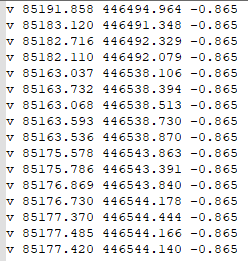 v 85191.858 446494.964 -0.865
v 85183.120 446491.348 -0.865
v 85182.716 446492.329 -0.865
v 85182.110 446492.079 -0.865
v 85163.037 446538.106 -0.865
v 85163.732 446538.394 -0.865
v 85163.068 446538.513 -0.865
v 85163.593 446538.730 -0.865
v 85163.536 446538.870 -0.865
v 85175.578 446543.863 -0.865
v 85175.786 446543.391 -0.865
v 85176.869 446543.840 -0.865
v 85176.730 446544.178 -0.865
v 85177.370 446544.444 -0.865
v 85177.485 446544.166 -0.865
v 85177.420 446544.140 -0.865